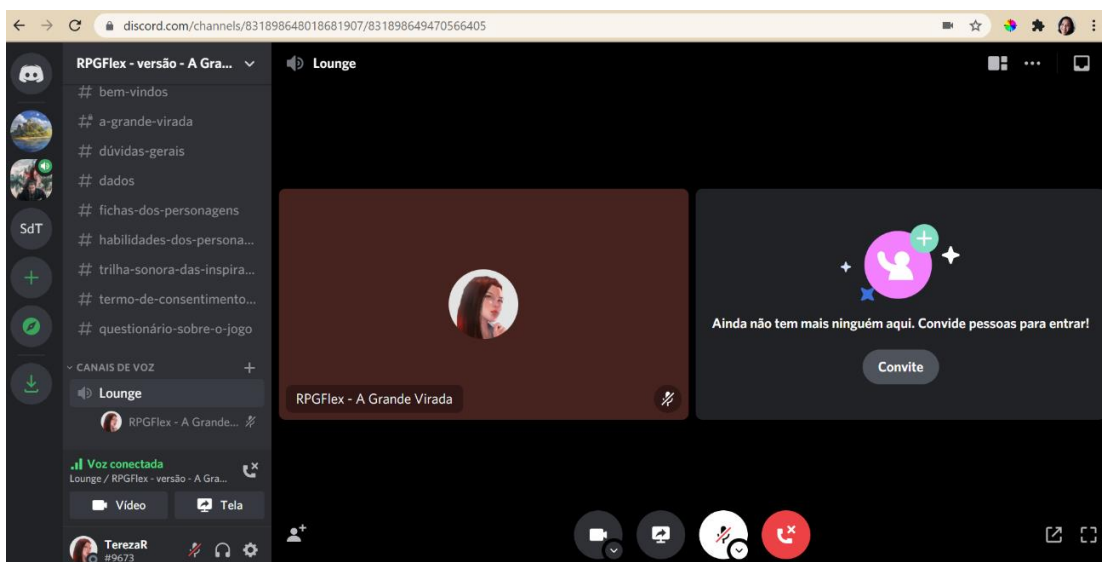 discord.com/channels/831898648018681907/831898649470566405
RPGFlex - versão - A Gra...
Lounge
bem-vindos
a-grande-virada
dúvidas-gerais
dados
fichas-dos-personagens
SdT
habilidades-dos-persona...
trilha-sonora-das-inspira...
termo-de-consentimento...
questionário-sobre-o-jogo
CANAIS DE VOZ
Lounge
RPGFlex - A Grande...
Voz conectada
Lounge / RPGFlex - versão - A Gra...
Vídeo
Tela
TerezaR
#9673
RPGFlex - A Grande Virada
Ainda não tem mais ninguém aqui. Convide pessoas para entrar!
Convite